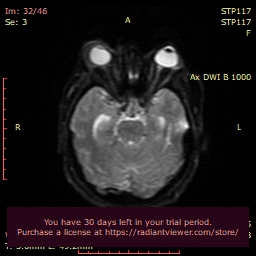 Im: 32/46
Se: 3
STP117
STP117
F
A
Ax DWI B 1000
R
L
You have 30 days left in your trial period.
Purchase a license at https://radiantviewer.com/store/